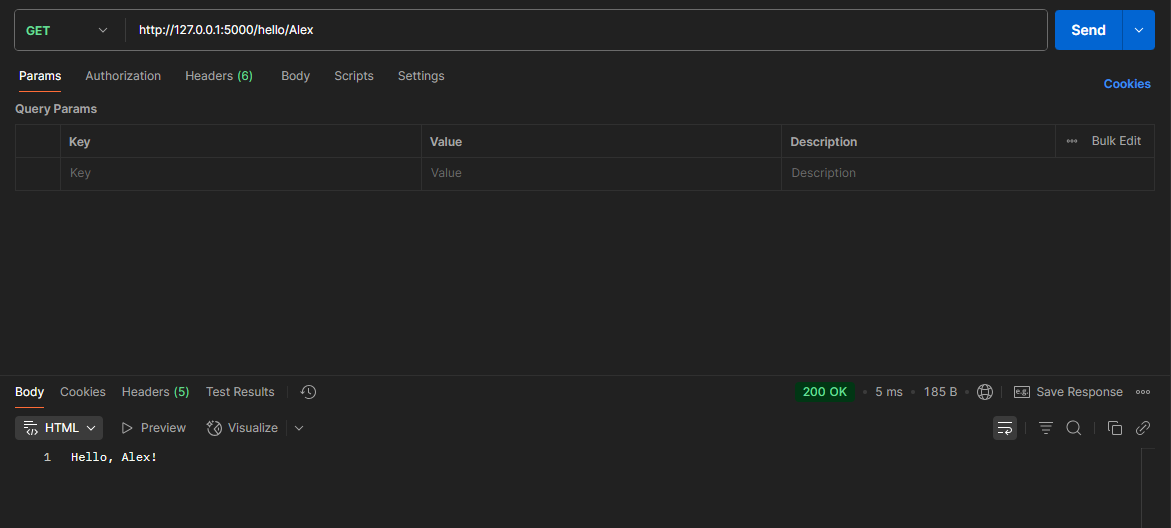 GET http://127.0.0.1:5000/hello/Alex Send
Params Authorization Headers (6) Body Scripts Settings Cookies
Query Params
Key Value Description Bulk Edit
Key Value Description
Body Cookies Headers (5) Test Results 200 OK 5 ms 185 B e.g. Save Response
HTML Preview Visualize
1 Hello, Alex!